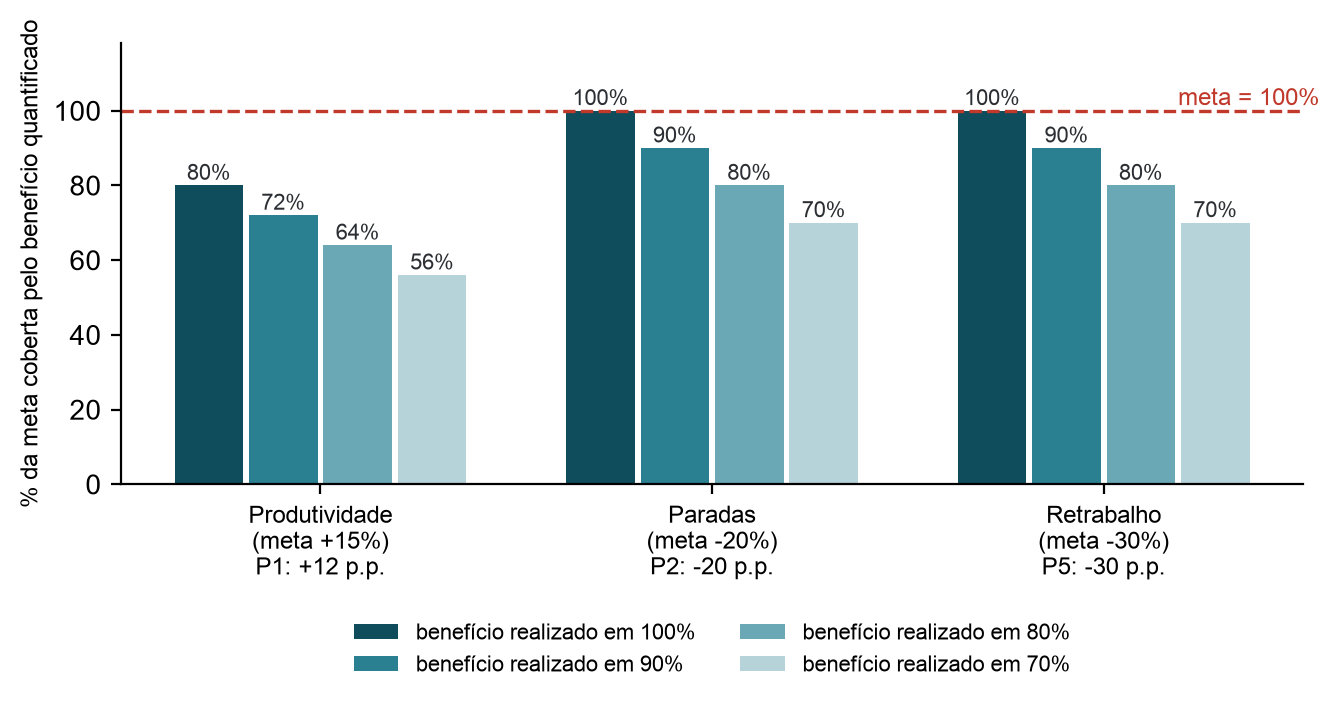 % da meta coberta pelo benefício quantificado
100
80
60
40
20
0
meta = 100%
80%
72%
64%
56%
100%
90%
80%
70%
100%
90%
80%
70%
Produtividade
(meta +15%)
P1: +12 p.p.
Paradas
(meta -20%)
P2: -20 p.p.
Retrabalho
(meta -30%)
P5: -30 p.p.
benefício realizado em 100%
benefício realizado em 90%
benefício realizado em 80%
benefício realizado em 70%